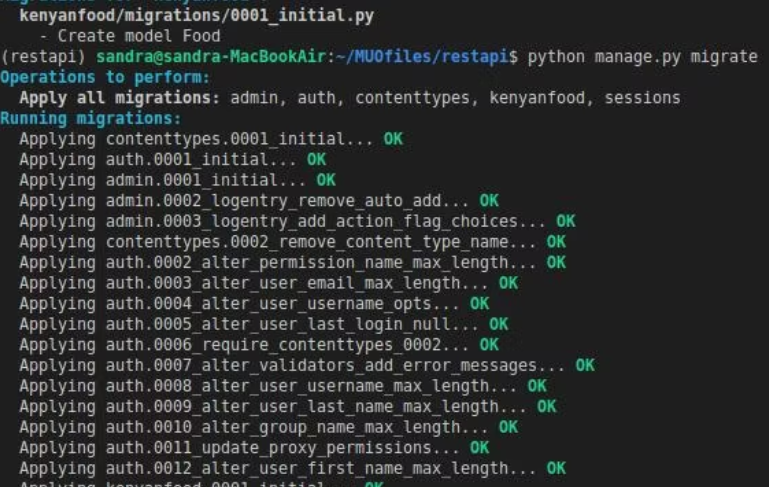 kenyanfood/migrations/0001_initial.py
- Create model Food
(restapi) sandra@sandra-MacBookAir:~/MUOfiles/restapi$ python manage.py migrate
Operations to perform:
Apply all migrations: admin, auth, contenttypes, kenyanfood, sessions
Running migrations:
Applying contenttypes.0001_initial... OK
Applying auth.0001_initial... OK
Applying admin.0001_initial... OK
Applying admin.0002_logentry_remove_auto_add... OK
Applying admin.0003_logentry_add_action_flag_choices... OK
Applying contenttypes.0002_remove_content_type_name... OK
Applying auth.0002_alter_permission_name_max_length... OK
Applying auth.0003_alter_user_email_max_length... OK
Applying auth.0004_alter_user_username_opts... OK
Applying auth.0005_alter_user_last_login_null... OK
Applying auth.0006_require_contenttypes_0002... OK
Applying auth.0007_alter_validators_add_error_messages... OK
Applying auth.0008_alter_user_username_max_length... OK
Applying auth.0009_alter_user_last_name_max_length... OK
Applying auth.0010_alter_group_name_max_length... OK
Applying auth.0011_update_proxy_permissions... OK
Applying auth.0012_alter_user_first_name_max_length... OK
Applying kenyanfood.0001_initial... OK